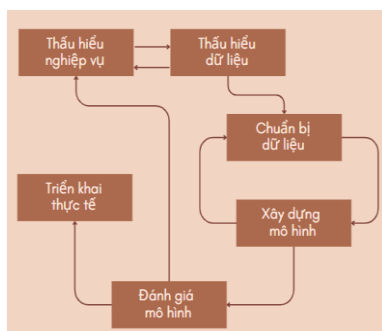 Thấu hiểu
nghiệp vụ
Thấu hiểu
dữ liệu
Chuẩn bị
dữ liệu
Triển khai
thực tế
Xây dựng
mô hình
Đánh giá
mô hình